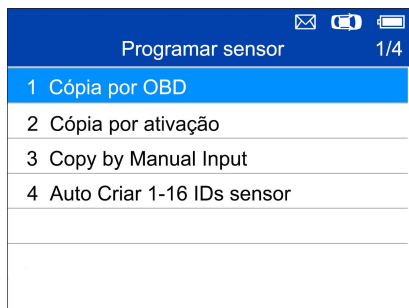 Programar sensor 1/4
1 Cópia por OBD
2 Cópia por ativação
3 Copy by Manual Input
4 Auto Criar 1-16 IDs sensor